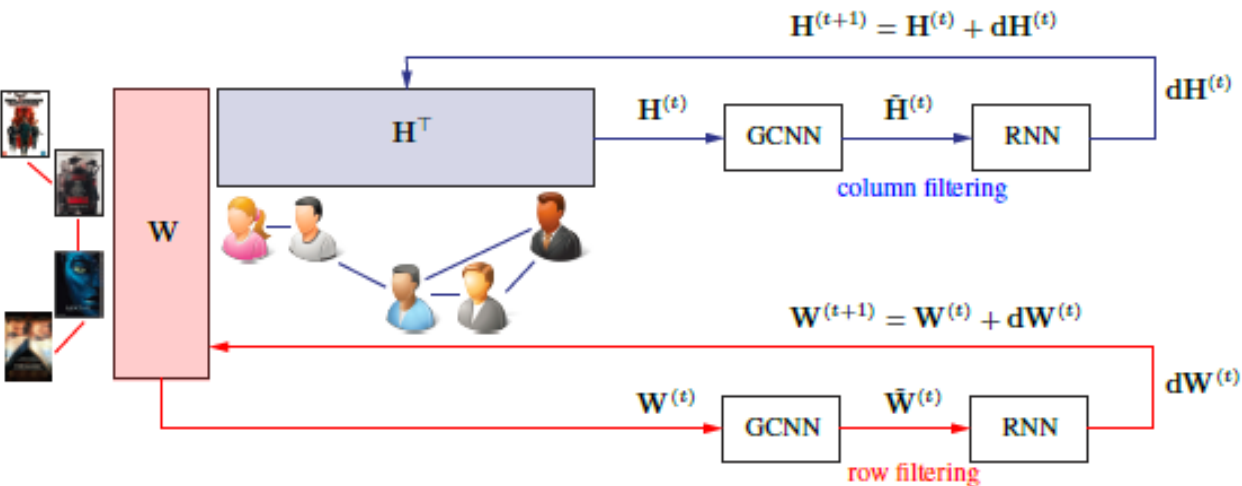 H⁽ᵗ⁺¹⁾ = H⁽ᵗ⁾ + dH⁽ᵗ⁾
dH⁽ᵗ⁾
H⊤
H⁽ᵗ⁾
GCNN
H̃⁽ᵗ⁾
RNN
column filtering
W
W⁽ᵗ⁺¹⁾ = W⁽ᵗ⁾ + dW⁽ᵗ⁾
dW⁽ᵗ⁾
W⁽ᵗ⁾
GCNN
W̃⁽ᵗ⁾
RNN
row filtering